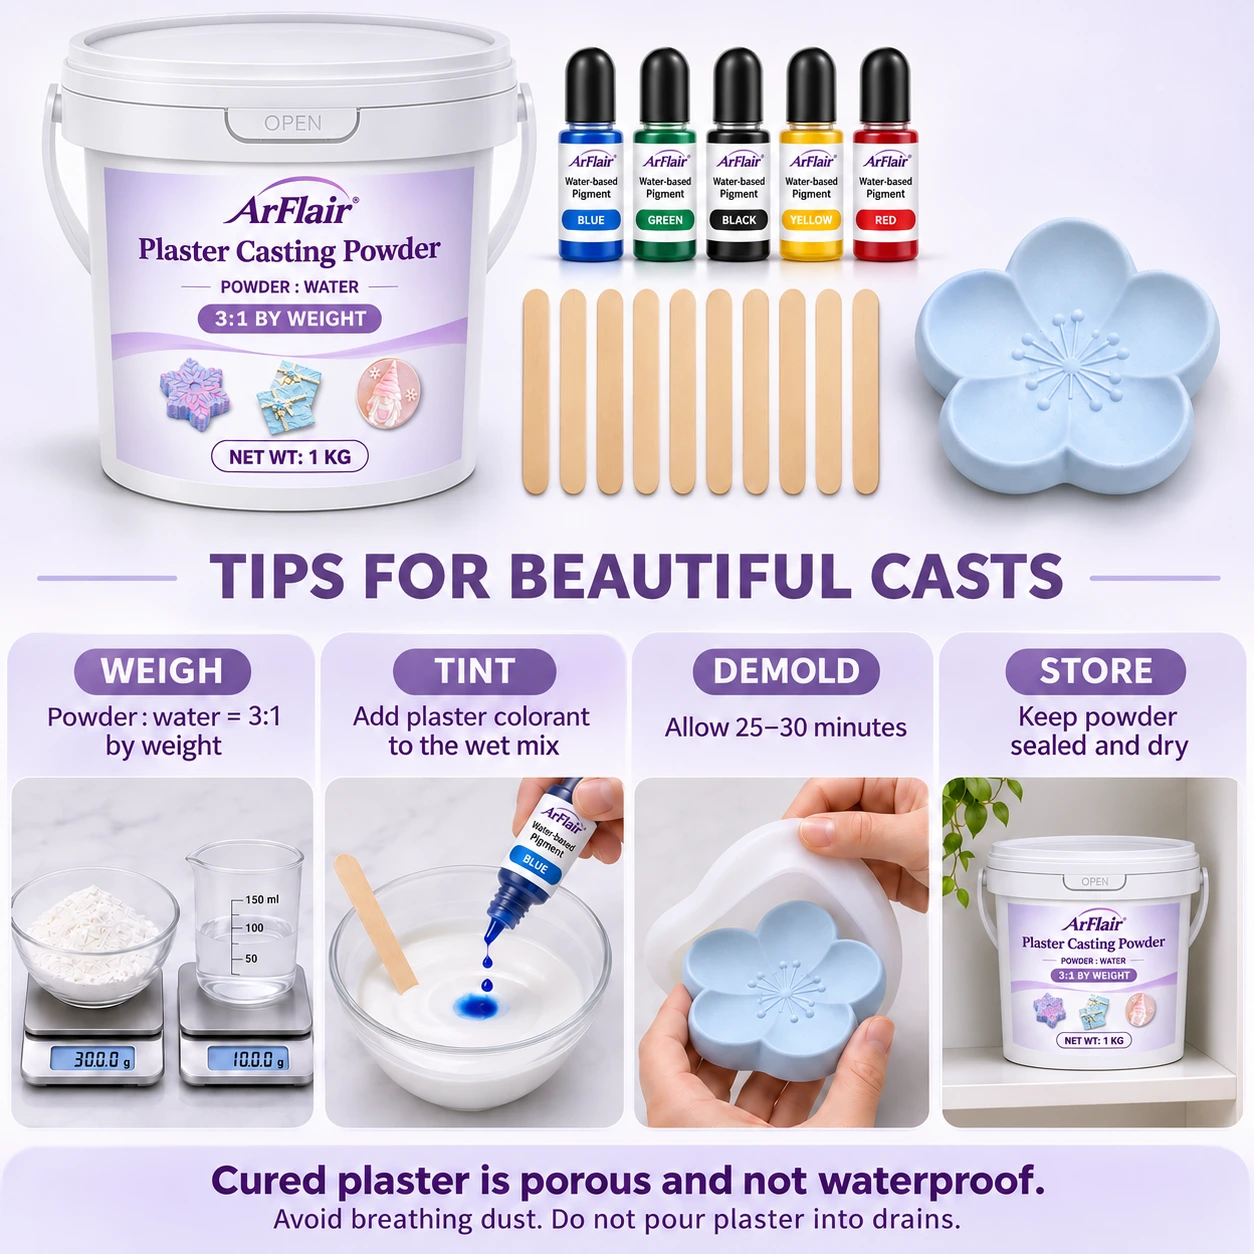 OPEN
ArFlair®
Plaster Casting Powder
POWDER : WATER
3:1 BY WEIGHT
NET WT: 1 KG
ArFlair®
Water-based
Pigment
BLUE
ArFlair®
Water-based
Pigment
GREEN
ArFlair®
Water-based
Pigment
BLACK
ArFlair®
Water-based
Pigment
YELLOW
ArFlair®
Water-based
Pigment
RED
TIPS FOR BEAUTIFUL CASTS
WEIGH
Powder : water = 3:1
by weight
150 ml
100
50
300.0 g
100.0 g
TINT
Add plaster colorant
to the wet mix
ArFlair®
Water-based
Pigment
BLUE
DEMOLD
Allow 25–30 minutes
STORE
Keep powder
sealed and dry
OPEN
ArFlair®
Plaster Casting Powder
POWDER : WATER
3:1 BY WEIGHT
NET WT: 1 KG
Cured plaster is porous and not waterproof.
Avoid breathing dust. Do not pour plaster into drains.